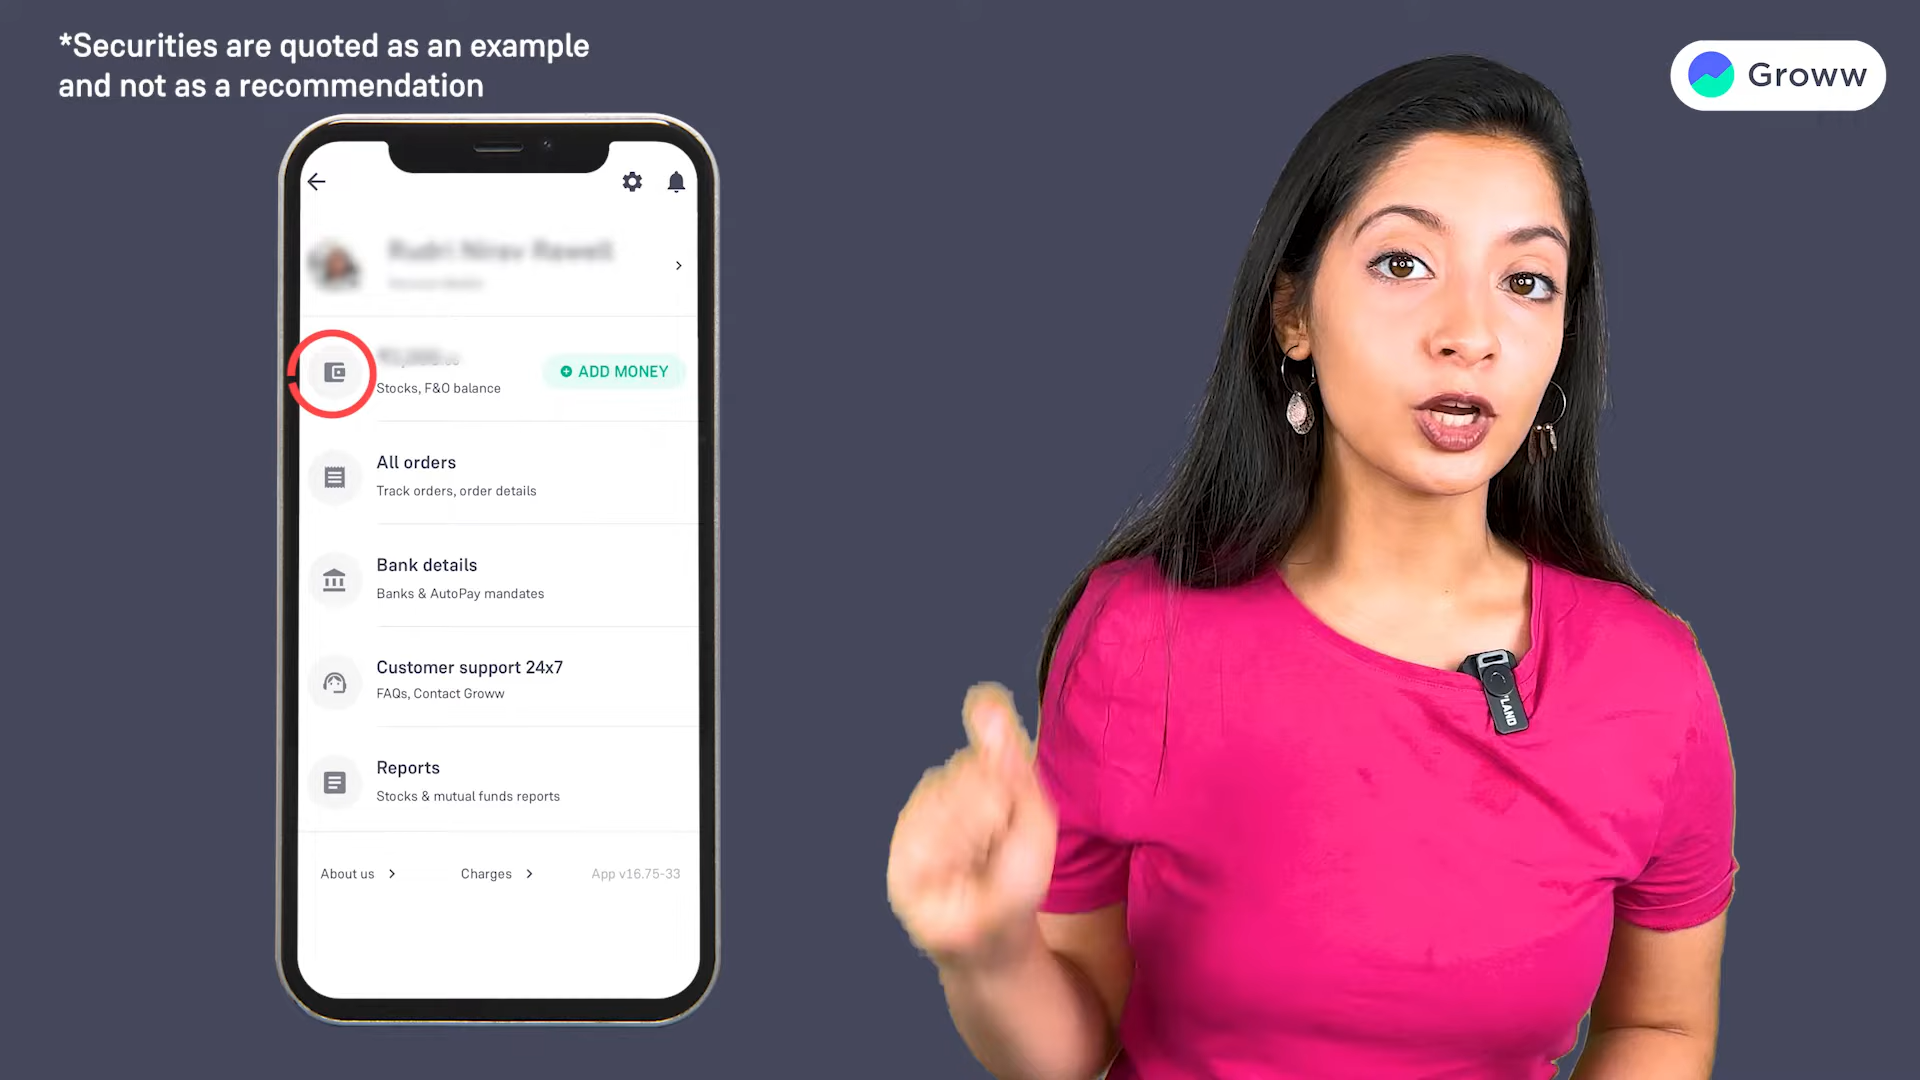 *Securities are quoted as an example
and not as a recommendation
Groww
ADD MONEY
Stocks, F&O balance
All orders
Track orders, order details
Bank details
Banks & AutoPay mandates
Customer support 24x7
FAQs, Contact Groww
Reports
Stocks & mutual funds reports
About us
Charges
App v16.75-33